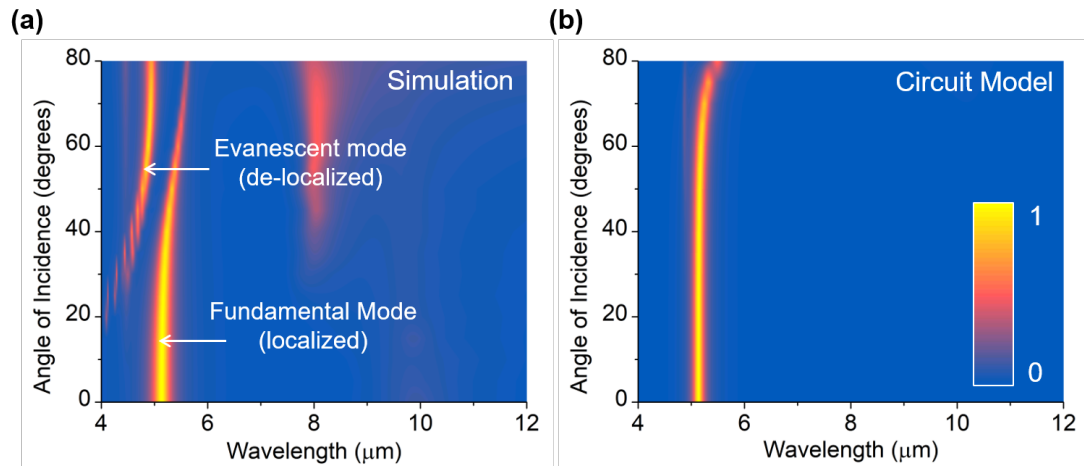 (a)
(b)
80
60
40
20
0
Angle of Incidence (degrees)
Simulation
Evanescent mode
(de-localized)
Fundamental Mode
(localized)
4
6
8
10
12
Wavelength (μm)
80
60
40
20
0
Angle of Incidence (degrees)
Circuit Model
1
0
4
6
8
10
12
Wavelength (μm)